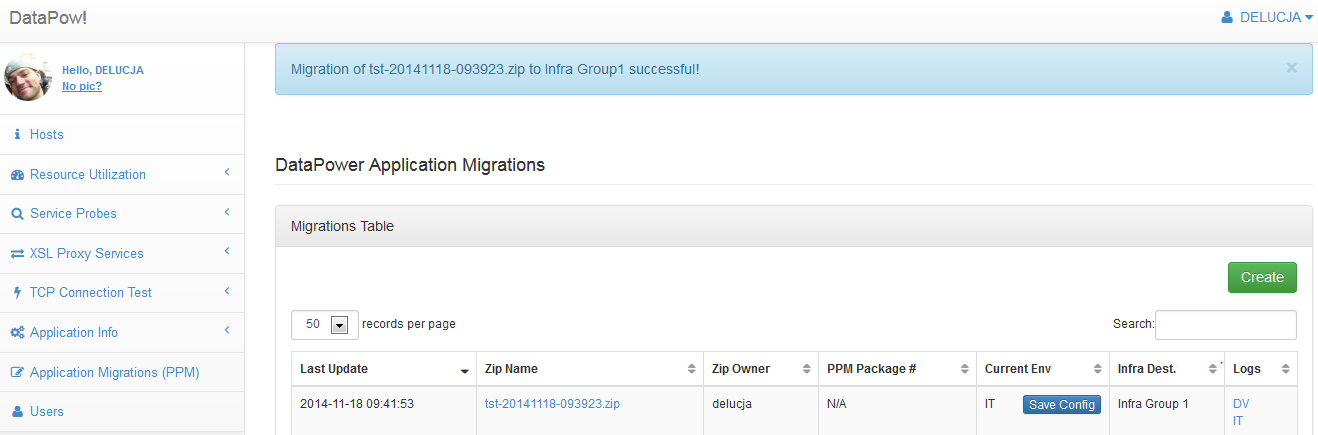 DataPow!
DELUCJA
Hello, DELUCJA
No pic?
Hosts
Resource Utilization
Service Probes
XSL Proxy Services
TCP Connection Test
Application Info
Application Migrations (PPM)
Users
Migration of tst-20141118-093923.zip to Infra Group1 successful!
×
DataPower Application Migrations
Migrations Table
Create
50 records per page
Search:
Last Update Zip Name Zip Owner PPM Package # Current Env Infra Dest. Logs
2014-11-18 09:41:53 tst-20141118-093923.zip delucja N/A IT Save Config Infra Group 1 DV
IT